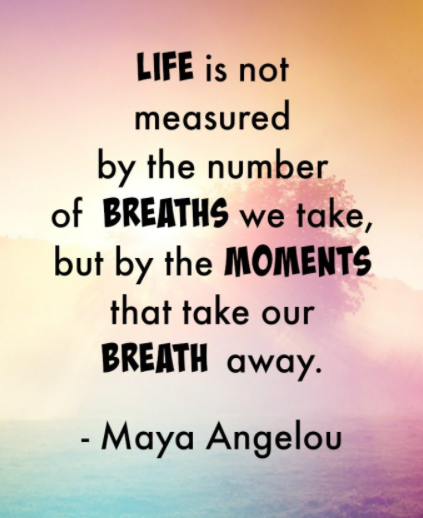 LIFE is not
measured
by the number
of BREATHS we take,
but by the MOMENTS
that take our
BREATH away.
- Maya Angelou